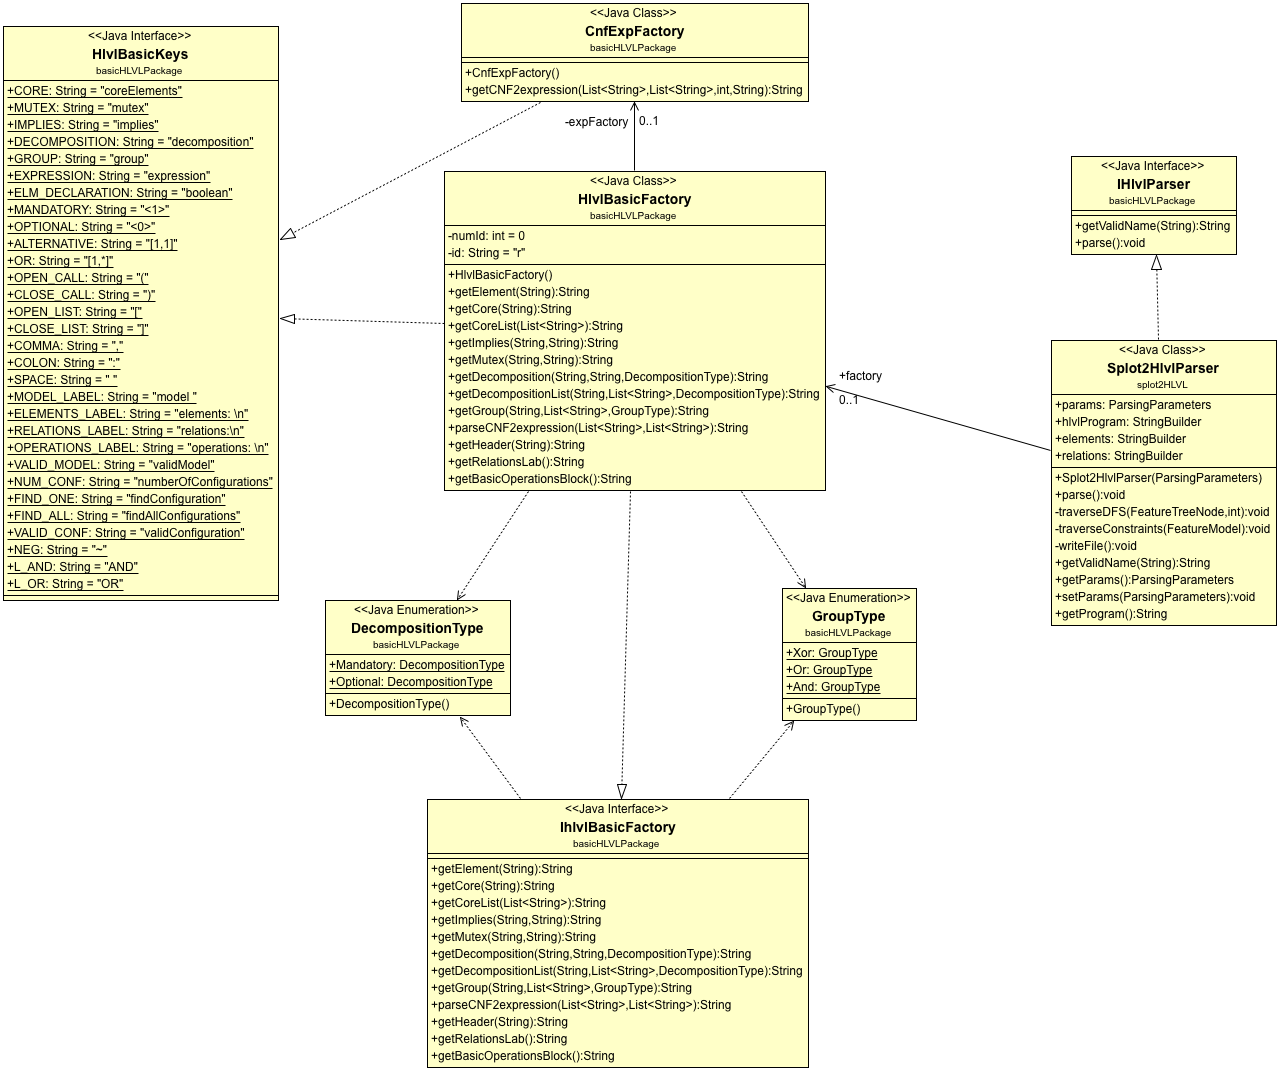 <<Java Interface>>
HlvlBasicKeys
basicHLVLPackage
+CORE: String = "coreElements"
+MUTEX: String = "mutex"
+IMPLIES: String = "implies"
+DECOMPOSITION: String = "decomposition"
+GROUP: String = "group"
+EXPRESSION: String = "expression"
+ELM_DECLARATION: String = "boolean"
+MANDATORY: String = "<1>"
+OPTIONAL: String = "<0>"
+ALTERNATIVE: String = "[1,1]"
+OR: String = "[1,*]"
+OPEN_CALL: String = "("
+CLOSE_CALL: String = ")"
+OPEN_LIST: String = "["
+CLOSE_LIST: String = "]"
+COMMA: String = ","
+COLON: String = ":"
+SPACE: String = " "
+MODEL_LABEL: String = "model "
+ELEMENTS_LABEL: String = "elements: \n"
+RELATIONS_LABEL: String = "relations:\n"
+OPERATIONS_LABEL: String = "operations: \n"
+VALID_MODEL: String = "validModel"
+NUM_CONF: String = "numberOfConfigurations"
+FIND_ONE: String = "findConfiguration"
+FIND_ALL: String = "findAllConfigurations"
+VALID_CONF: String = "validConfiguration"
+NEG: String = "~"
+L_AND: String = "AND"
+L_OR: String = "OR"
<<Java Class>>
CnfExpFactory
basicHLVLPackage
+CnfExpFactory()
+getCNF2expression(List<String>,List<String>,int,String):String
-expFactory
0..1
<<Java Class>>
HlvlBasicFactory
basicHLVLPackage
-numId: int = 0
-id: String = "r"
+HlvlBasicFactory()
+getElement(String):String
+getCore(String):String
+getCoreList(List<String>):String
+getImplies(String,String):String
+getMutex(String,String):String
+getDecomposition(String,String,DecompositionType):String
+getDecompositionList(String,List<String>,DecompositionType):String
+getGroup(String,List<String>,GroupType):String
+parseCNF2expression(List<String>,List<String>):String
+getHeader(String):String
+getRelationsLab():String
+getBasicOperationsBlock():String
<<Java Interface>>
IHlvlParser
basicHLVLPackage
+getValidName(String):String
+parse():void
+factory
0..1
<<Java Class>>
Splot2HlvlParser
splot2HLVL
+params: ParsingParameters
+hlvlProgram: StringBuilder
+elements: StringBuilder
+relations: StringBuilder
+Splot2HlvlParser(ParsingParameters)
+parse():void
-traverseDFS(FeatureTreeNode,int):void
-traverseConstraints(FeatureModel):void
-writeFile():void
+getValidName(String):String
+getParams():ParsingParameters
+setParams(ParsingParameters):void
+getProgram():String
<<Java Enumeration>>
DecompositionType
basicHLVLPackage
+Mandatory: DecompositionType
+Optional: DecompositionType
+DecompositionType()
<<Java Enumeration>>
GroupType
basicHLVLPackage
+Xor: GroupType
+Or: GroupType
+And: GroupType
+GroupType()
<<Java Interface>>
IhlvlBasicFactory
basicHLVLPackage
+getElement(String):String
+getCore(String):String
+getCoreList(List<String>):String
+getImplies(String,String):String
+getMutex(String,String):String
+getDecomposition(String,String,DecompositionType):String
+getDecompositionList(String,List<String>,DecompositionType):String
+getGroup(String,List<String>,GroupType):String
+parseCNF2expression(List<String>,List<String>):String
+getHeader(String):String
+getRelationsLab():String
+getBasicOperationsBlock():String